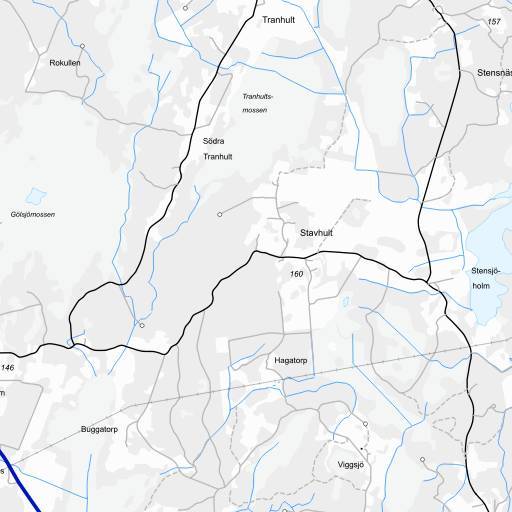 Tranhult
157
Rokullen
Stensnäs
Tranhults-
mossen
Södra
Tranhult
Gölsjömossen
Stavhult
160
Stensjö-
holm
Hagatorp
146
Buggatorp
Viggsjö